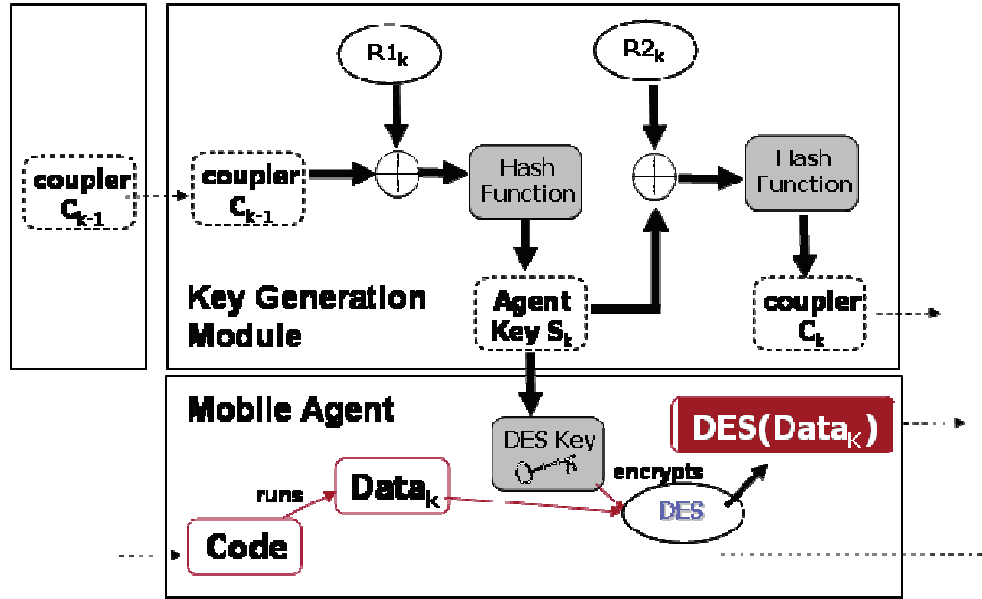 R1k
R2k
coupler
Ck-1
coupler
Ck-1
Hash
Function
Hash
Function
Key Generation
Module
Agent
Key Sk
coupler
Ck
Mobile Agent
DES Key
DES(DataK)
encrypts
runs
Datak
DES
Code